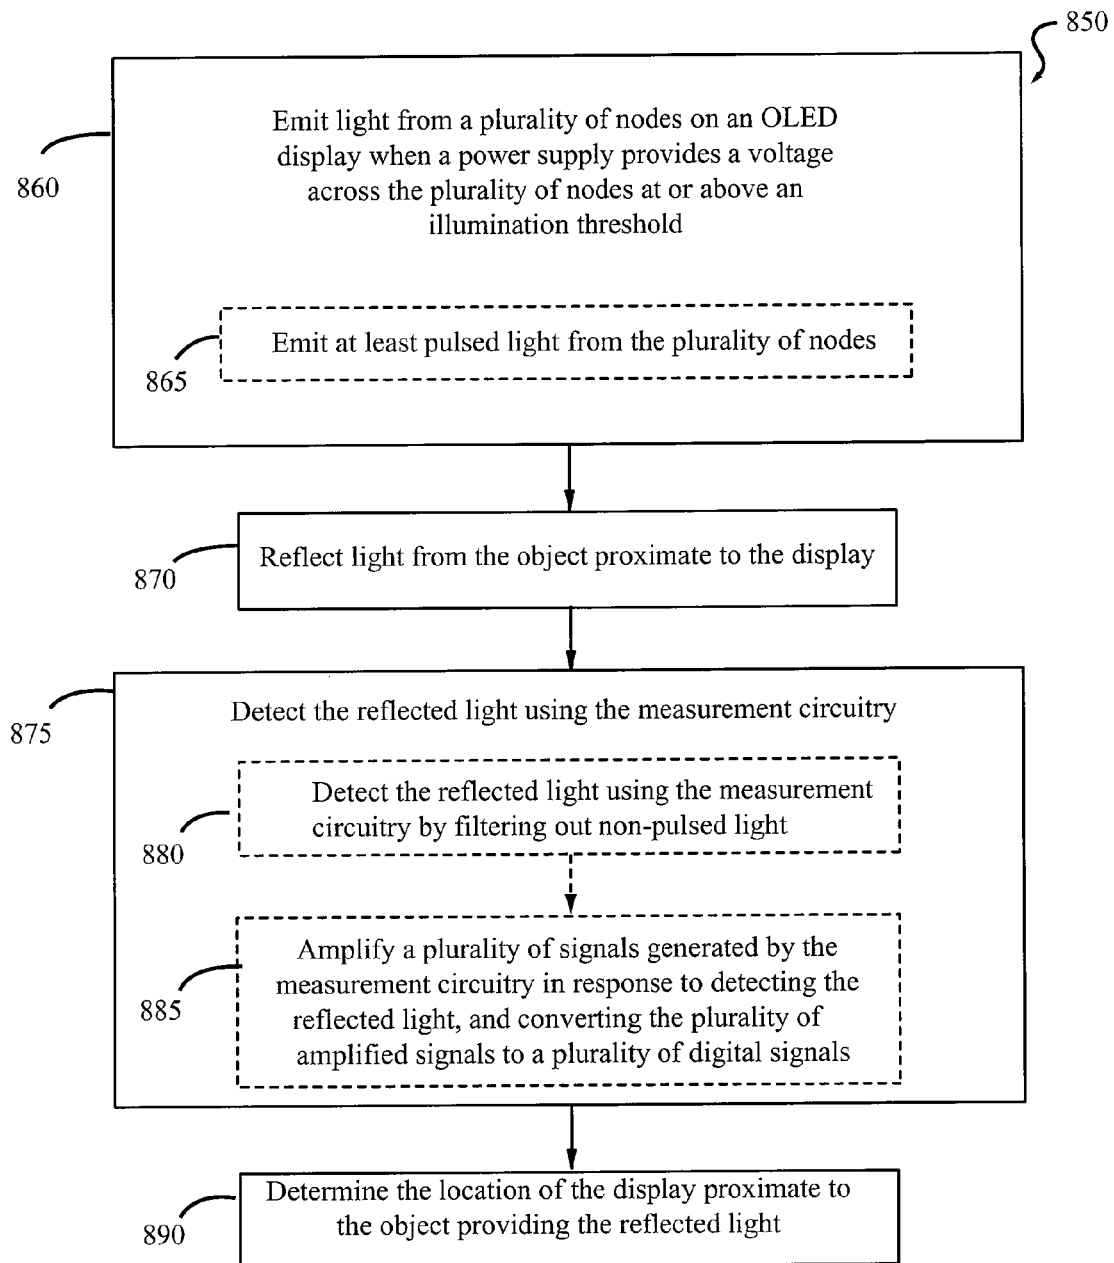 850
Emit light from a plurality of nodes on an OLED
display when a power supply provides a voltage
across the plurality of nodes at or above an
illumination threshold
860
Emit at least pulsed light from the plurality of nodes
865
Reflect light from the object proximate to the display
870
Detect the reflected light using the measurement circuitry
875
Detect the reflected light using the measurement
circuitry by filtering out non-pulsed light
880
Amplify a plurality of signals generated by the
measurement circuitry in response to detecting the
reflected light, and converting the plurality of
amplified signals to a plurality of digital signals
885
Determine the location of the display proximate to
the object providing the reflected light
890